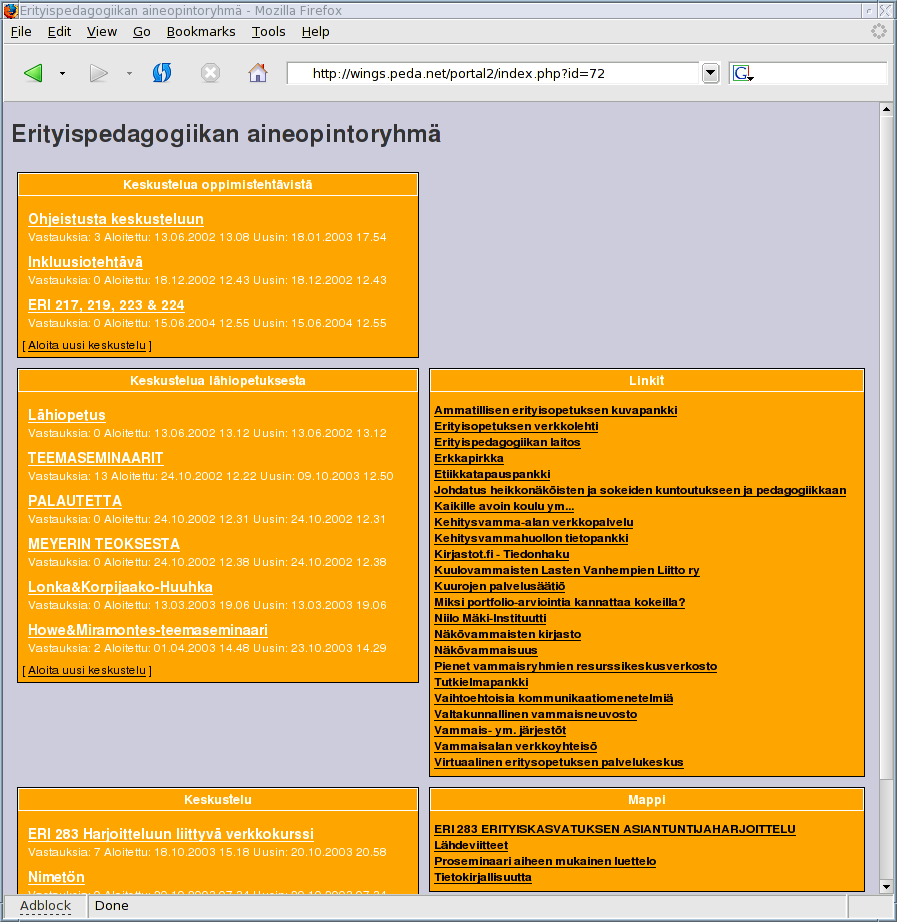 Erityispedagogiikan aineopintoryhmä - Mozilla Firefox
File Edit View Go Bookmarks Tools Help
http://wings.peda.net/portal2/index.php?id=72
G
Erityispedagogiikan aineopintoryhmä
Keskustelua oppimistehtävistä
Ohjeistusta keskusteluun
Vastauksia: 3 Aloitettu: 13.06.2002 13.08 Uusin: 18.01.2003 17.54
Inkluusiotehtävä
Vastauksia: 0 Aloitettu: 18.12.2002 12.43 Uusin: 18.12.2002 12.43
ERI 217, 219, 223 & 224
Vastauksia: 0 Aloitettu: 15.06.2004 12.55 Uusin: 15.06.2004 12.55
[ Aloita uusi keskustelu ]
Keskustelua lähiopetuksesta
Lähiopetus
Vastauksia: 0 Aloitettu: 13.06.2002 13.12 Uusin: 13.06.2002 13.12
TEEMASEMINAARIT
Vastauksia: 13 Aloitettu: 24.10.2002 12.22 Uusin: 09.10.2003 12.50
PALAUTETTA
Vastauksia: 0 Aloitettu: 24.10.2002 12.31 Uusin: 24.10.2002 12.31
MEYERIN TEOKSESTA
Vastauksia: 0 Aloitettu: 24.10.2002 12.38 Uusin: 24.10.2002 12.38
Lonka&Korpijaako-Huuhka
Vastauksia: 0 Aloitettu: 13.03.2003 19.06 Uusin: 13.03.2003 19.06
Howe&Miramontes-teemaseminaari
Vastauksia: 2 Aloitettu: 01.04.2003 14.48 Uusin: 23.10.2003 14.29
[ Aloita uusi keskustelu ]
Linkit
Ammatillisen erityisopetuksen kuvapankki
Erityisopetuksen verkkolehti
Erityispedagogiikan laitos
Erkkapirkka
Etiikkatapauspankki
Johdatus heikkonäköisten ja sokeiden kuntoutukseen ja pedagogiikkaan
Kaikille avoin koulu ym...
Kehitysvamma-alan verkkopalvelu
Kehitysvammahuollon tietopankki
Kirjastot.fi - Tiedonhaku
Kuulovammaisten Lasten Vanhempien Liitto ry
Kuurojen palvelusäätiö
Miksi portfolio-arviointia kannattaa kokeilla?
Niilo Mäki-Instituutti
Näkövammaisten kirjasto
Näkövammaisuus
Pienet vammaisryhmien resurssikeskusverkosto
Tutkielmapankki
Vaihtoehtoisia kommunikaatiomenetelmiä
Valtakunnallinen vammaisneuvosto
Vammais- ym. järjestöt
Vammaisalan verkkoyhteisö
Virtuaalinen eritysopetuksen palvelukeskus
Keskustelu
ERI 283 Harjoitteluun liittyvä verkkokurssi
Vastauksia: 7 Aloitettu: 18.10.2003 15.18 Uusin: 20.10.2003 20.58
Nimetön
Mappi
ERI 283 ERITYISKASVATUKSEN ASIANTUNTIJAHARJOITTELU
Lähdeviitteet
Proseminaari aiheen mukainen luettelo
Tietokirjallisuutta
Adblock Done